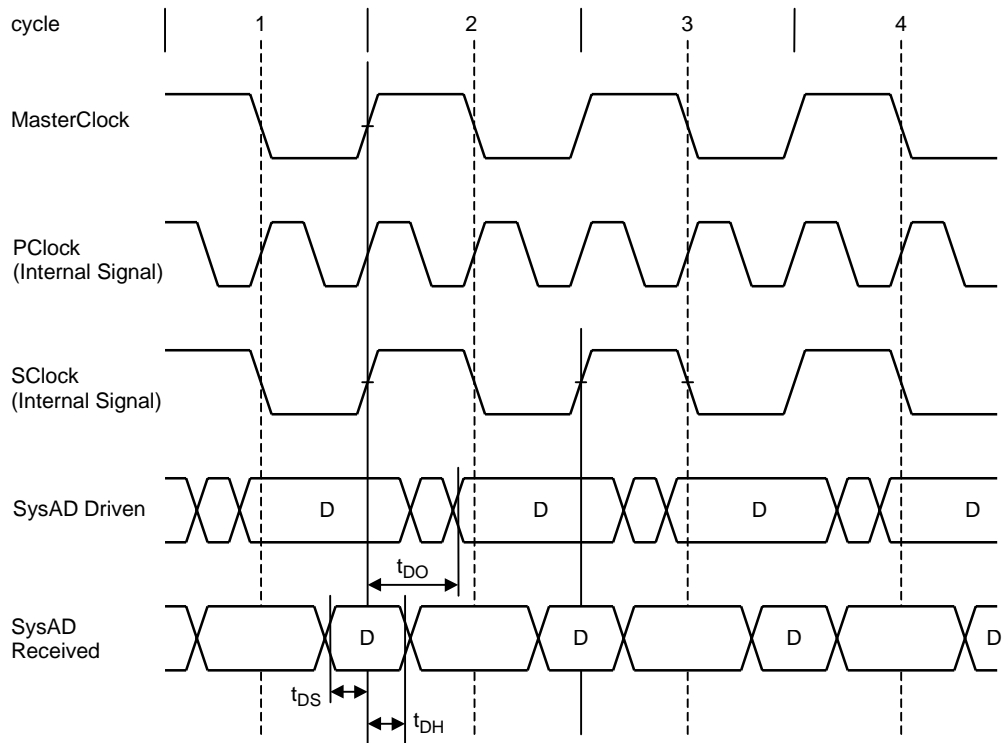 cycle 1 2 3 4
MasterClock
PClock
(Internal Signal)
SClock
(Internal Signal)
SysAD Driven D D D D
tDO
SysAD
Received
D D D D
tDS
tDH